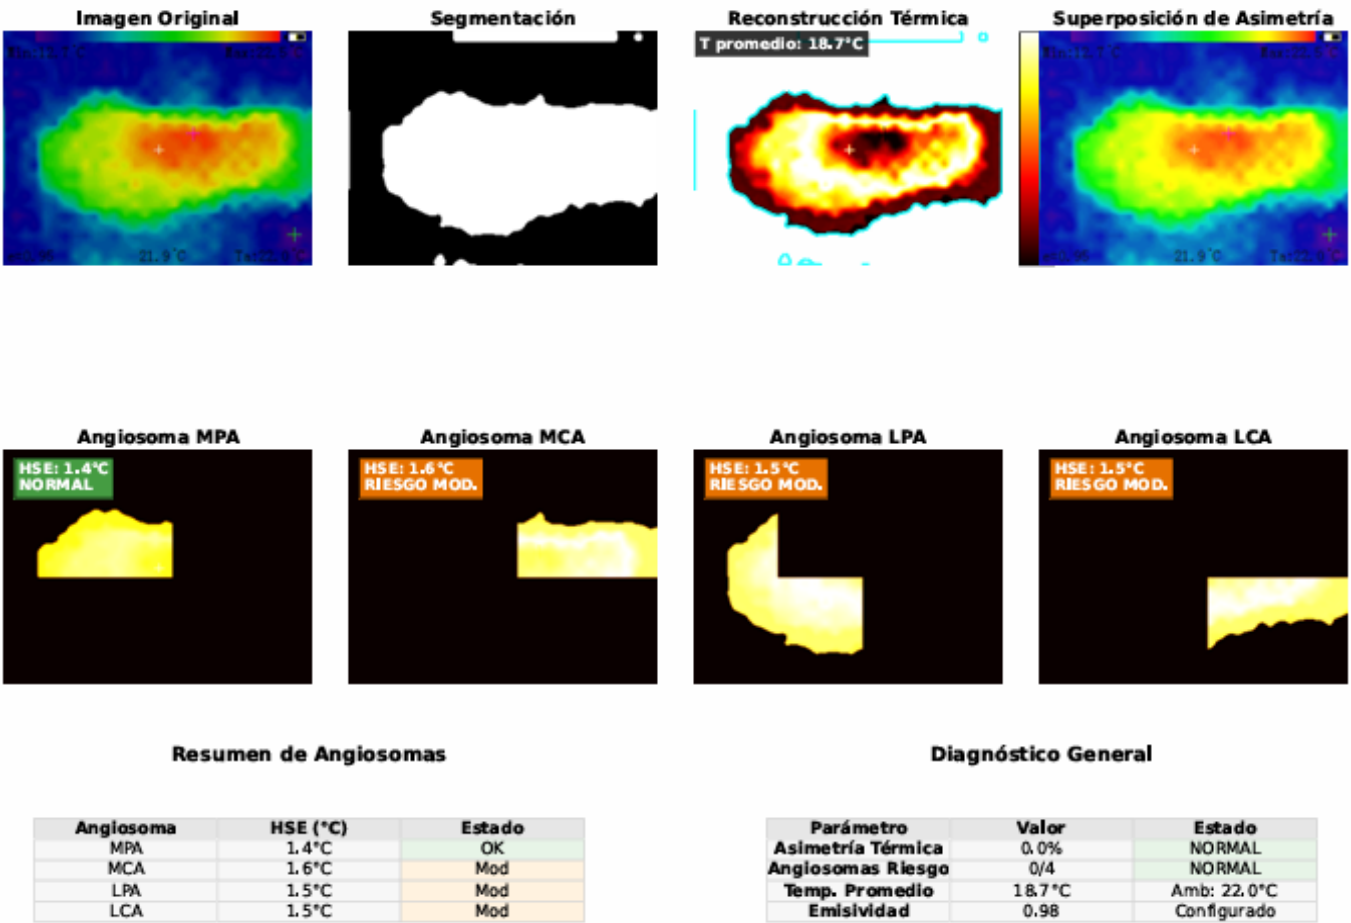 Imagen Original
Segmentación
Reconstrucción Térmica
Superposición de Asimetría
T promedio: 18.7°C
21.9°C
21.9°C
Angiosoma MPA
Angiosoma MCA
Angiosoma LPA
Angiosoma LCA
HSE: 1.4°C
NORMAL
HSE: 1.6°C
RIESGO MOD.
HSE: 1.5°C
RIESGO MOD.
HSE: 1.5°C
RIESGO MOD.
Resumen de Angiosomas
Diagnóstico General
Angiosoma HSE (°C) Estado
MPA 1.4°C OK
MCA 1.6°C Mod
LPA 1.5°C Mod
LCA 1.5°C Mod
Parámetro Valor Estado
Asimetría Térmica 0.0% NORMAL
Angiosomas Riesgo 0/4 NORMAL
Temp. Promedio 18.7°C Amb: 22.0°C
Emisividad 0.98 Configurado